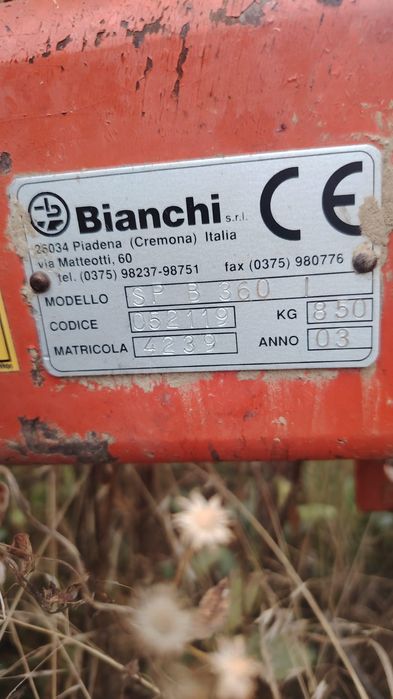 Bianchi s.r.l. CE
26034 Piadena (Cremona) Italia
via Matteotti, 60
tel. (0375) 98237-98751 fax (0375) 980776
MODELLO SP B 360 I
CODICE 052119 KG 850
MATRICOLA 4239 ANNO 03